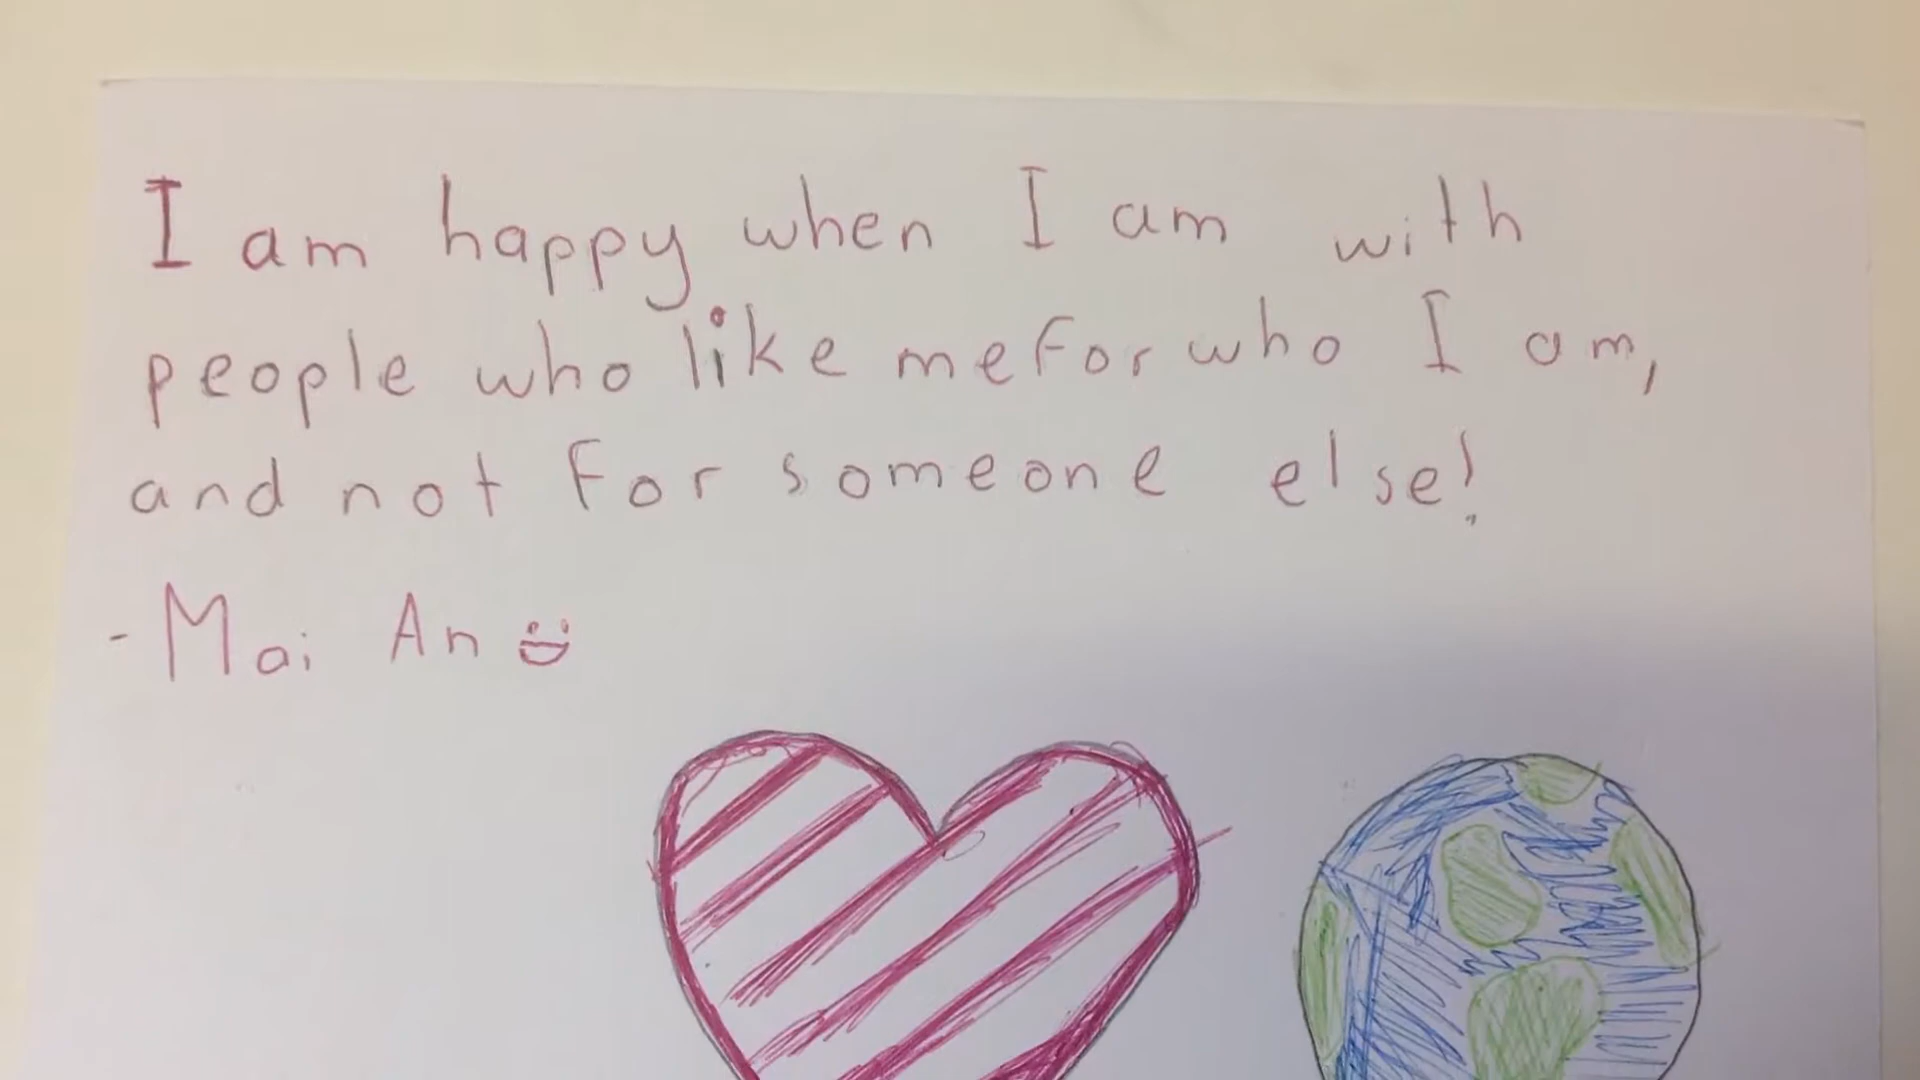 I am happy when I am with
people who like me for who I am,
and not for someone else!
- Mai An